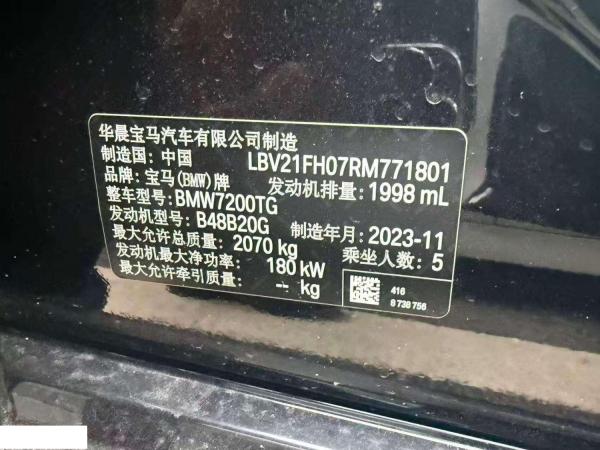 华晨宝马汽车有限公司制造
制造国: 中国 LBV21FH07RM771801
品牌: 宝马(BMW)牌 发动机排量: 1998 mL
整车型号: BMW7200TG
发动机型号: B48B20G 制造年月: 2023-11
最大允许总质量: 2070 kg 乘坐人数: 5
发动机最大净功率: 180 kW
最大允许牵引质量: -- kg
416
8 738 756